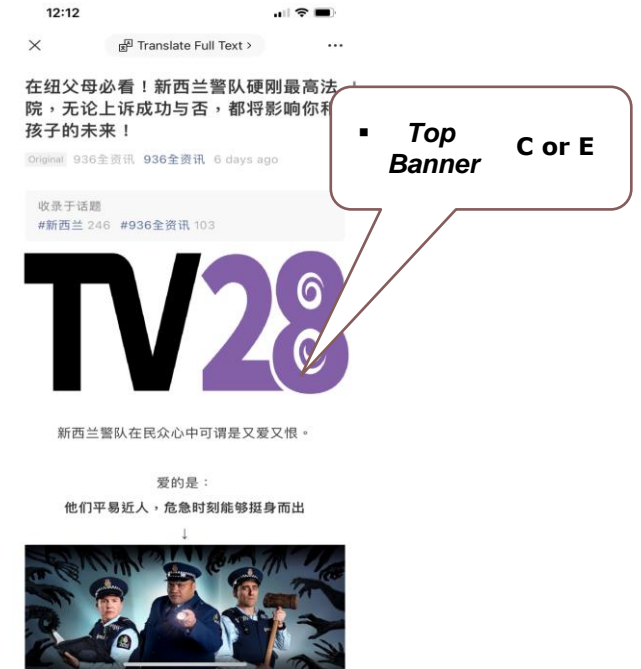 12:12
Translate Full Text >
在纽父母必看！新西兰警队硬刚最高法
院，无论上诉成功与否，都将影响你和
孩子的未来！
Original 936全资讯 936全资讯 6 days ago
收录于话题
#新西兰 246 #936全资讯 103
TV28
新西兰警队在民众心中可谓是又爱又恨。
爱的是：
他们平易近人，危急时刻能够挺身而出
↓
▪ Top
Banner
C or E